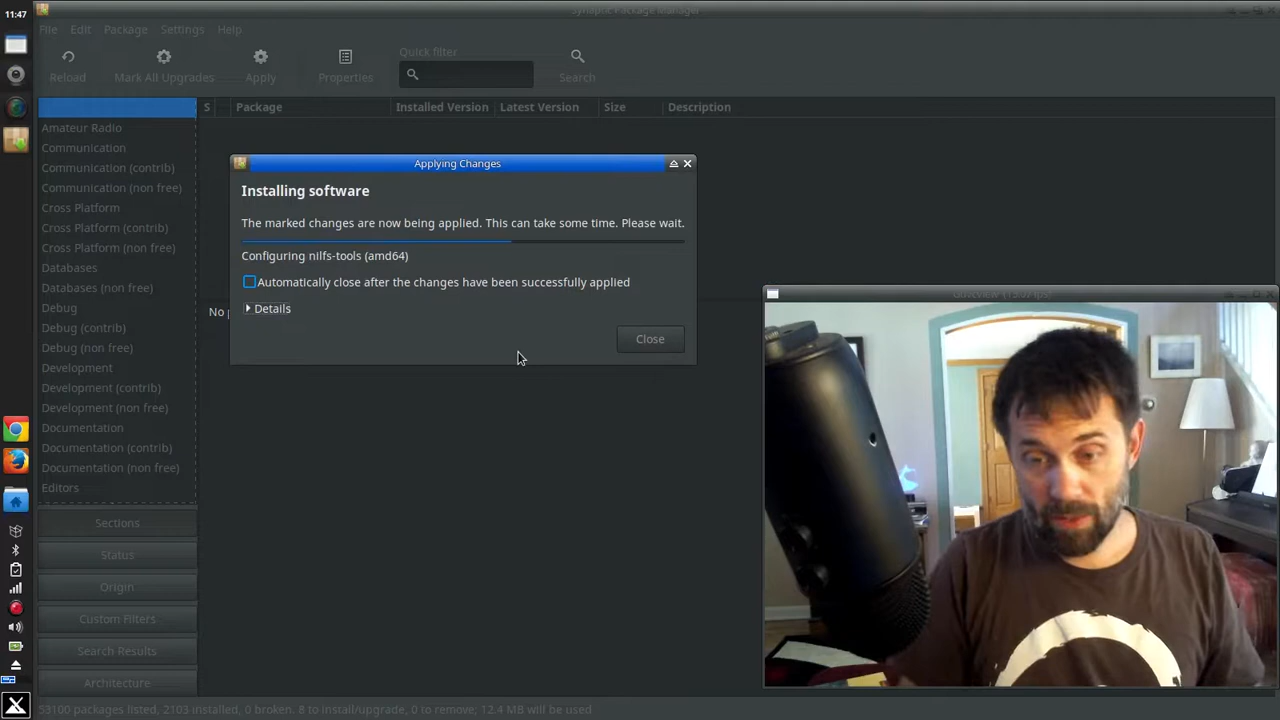 11:47
Synaptic Package Manager
File Edit Package Settings Help
Reload Mark All Upgrades Apply Properties Quick filter Search
S Package Installed Version Latest Version Size Description
Amateur Radio
Communication
Communication (contrib)
Communication (non free)
Cross Platform
Cross Platform (contrib)
Cross Platform (non free)
Databases
Databases (non free)
Debug
Debug (contrib)
Debug (non free)
Development
Development (contrib)
Development (non free)
Documentation
Documentation (contrib)
Documentation (non free)
Editors
Sections
Status
Origin
Custom Filters
Search Results
Architecture
No
Applying Changes
Installing software
The marked changes are now being applied. This can take some time. Please wait.
Configuring nilfs-tools (amd64)
Automatically close after the changes have been successfully applied
Details
Close
53100 packages listed, 2103 installed, 0 broken. 8 to install/upgrade, 0 to remove; 12.4 MB will be used